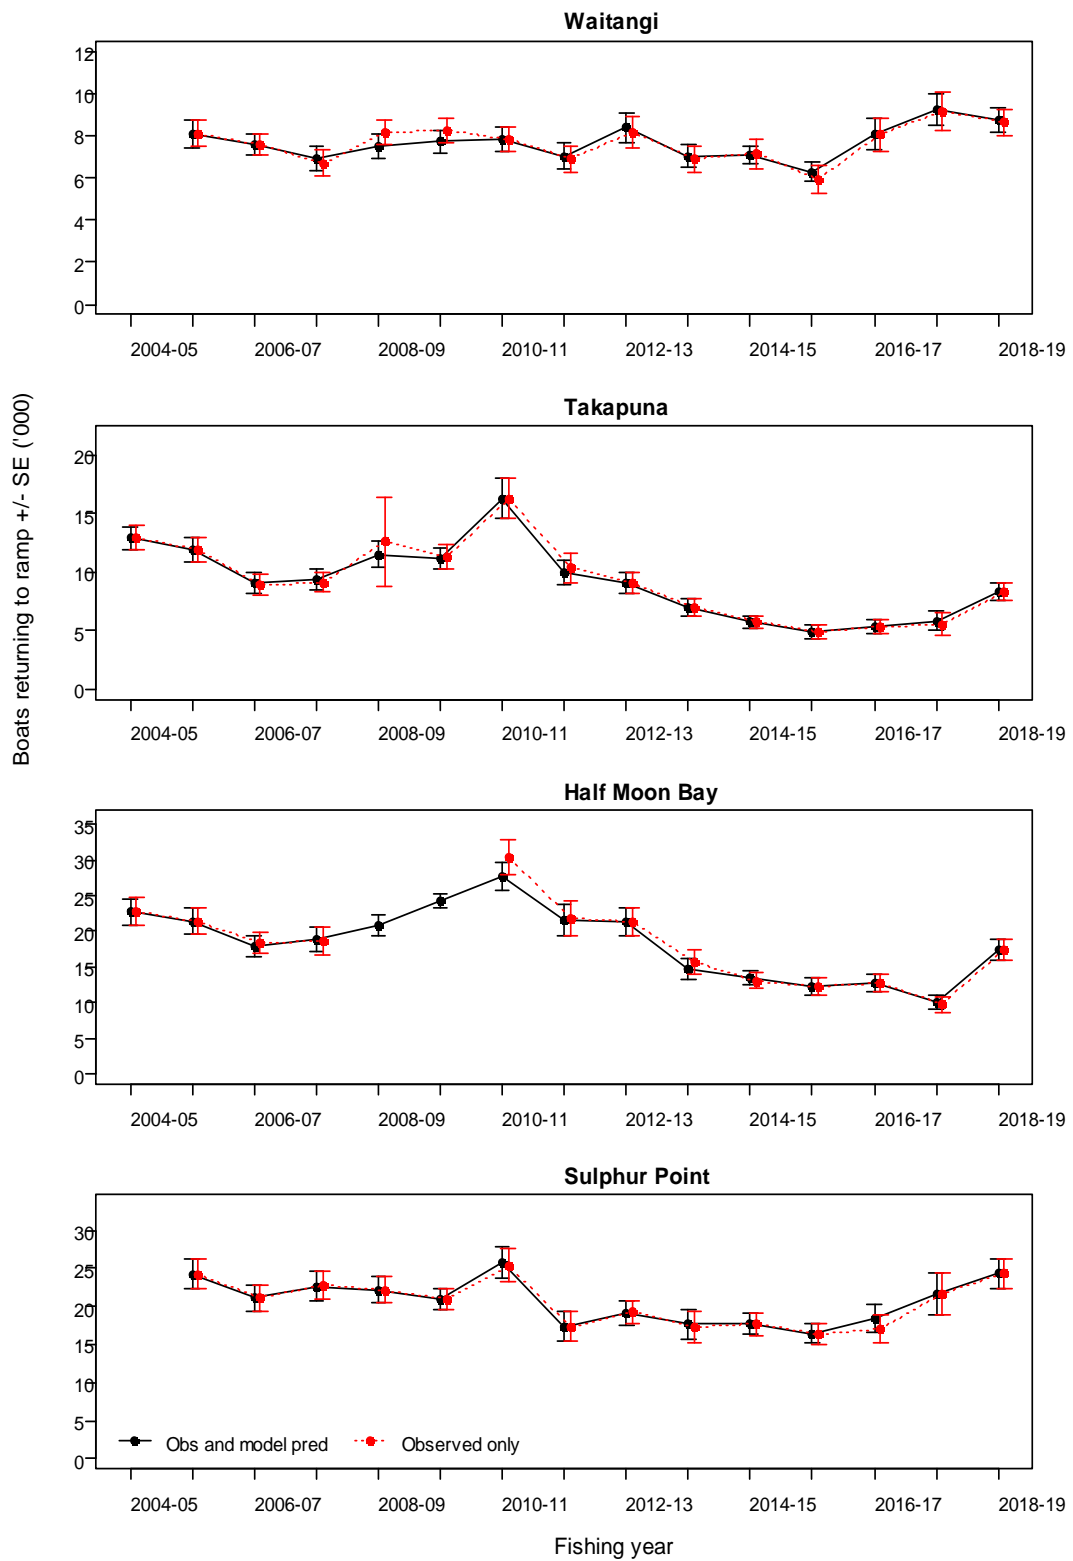 Waitangi
12
10
8
6
4
2
0
2004-05 2006-07 2008-09 2010-11 2012-13 2014-15 2016-17 2018-19
Boats returning to ramp +/- SE ('000)
Takapuna
20
15
10
5
0
2004-05 2006-07 2008-09 2010-11 2012-13 2014-15 2016-17 2018-19
Half Moon Bay
35
30
25
20
15
10
5
0
2004-05 2006-07 2008-09 2010-11 2012-13 2014-15 2016-17 2018-19
Sulphur Point
30
25
20
15
10
5
0
Obs and model pred Observed only
2004-05 2006-07 2008-09 2010-11 2012-13 2014-15 2016-17 2018-19
Fishing year